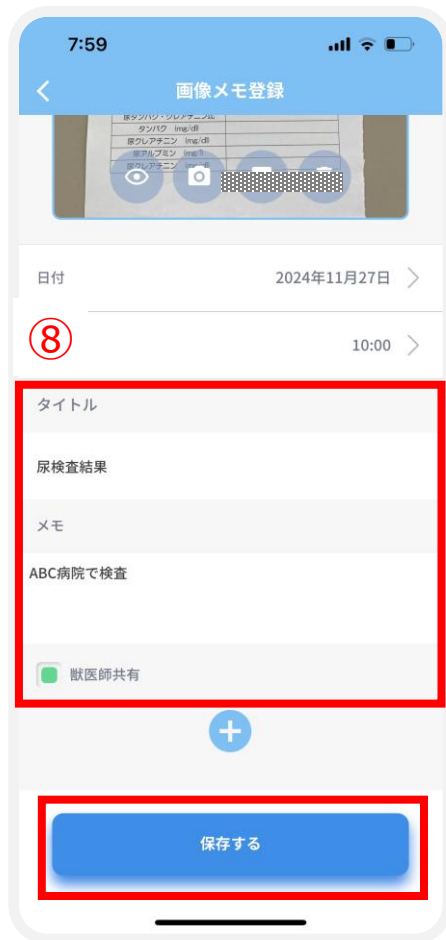 7:59
画像メモ登録
尿タンパク・クレアチニン比
タンパク (mg/dl)
尿クレアチニン (mg/dl)
尿アルブミン (mg/l)
尿クレアチニン
日付
2024年11月27日
⑧
10:00
タイトル
尿検査結果
メモ
ABC病院で検査
獣医師共有
保存する